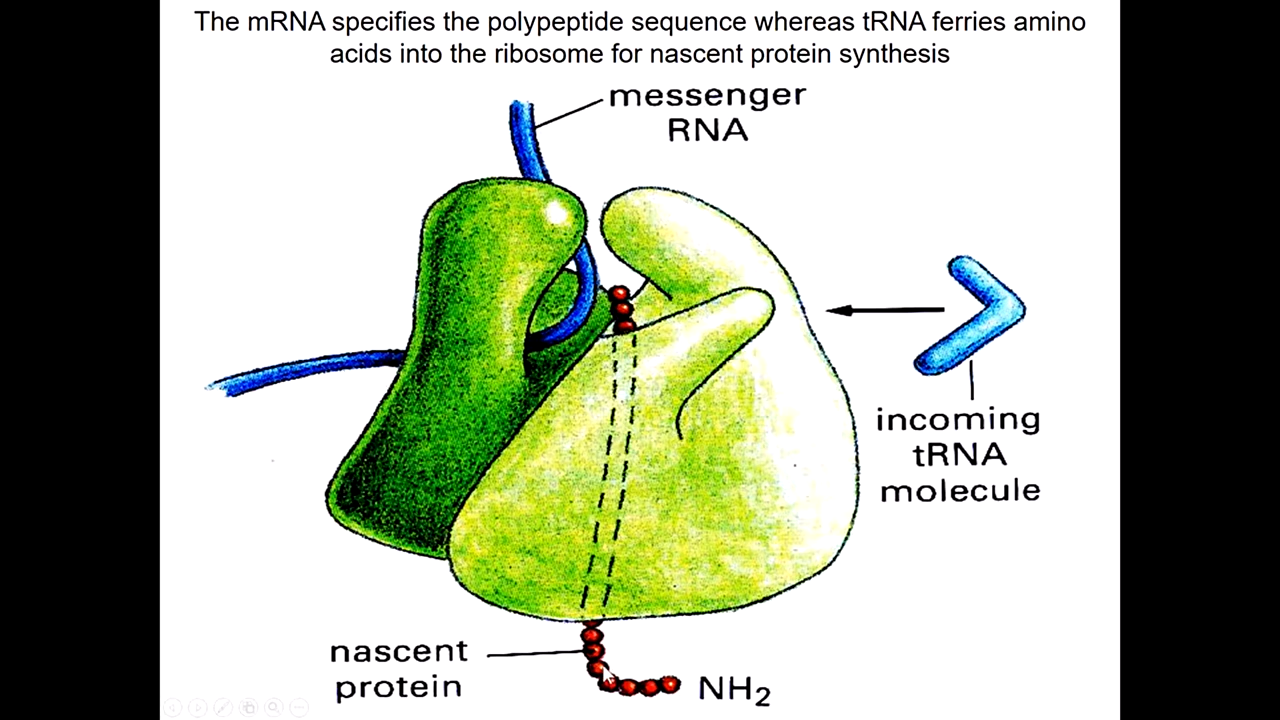 The mRNA specifies the polypeptide sequence whereas tRNA ferries amino
acids into the ribosome for nascent protein synthesis
messenger
RNA
incoming
tRNA
molecule
nascent
protein
NH₂